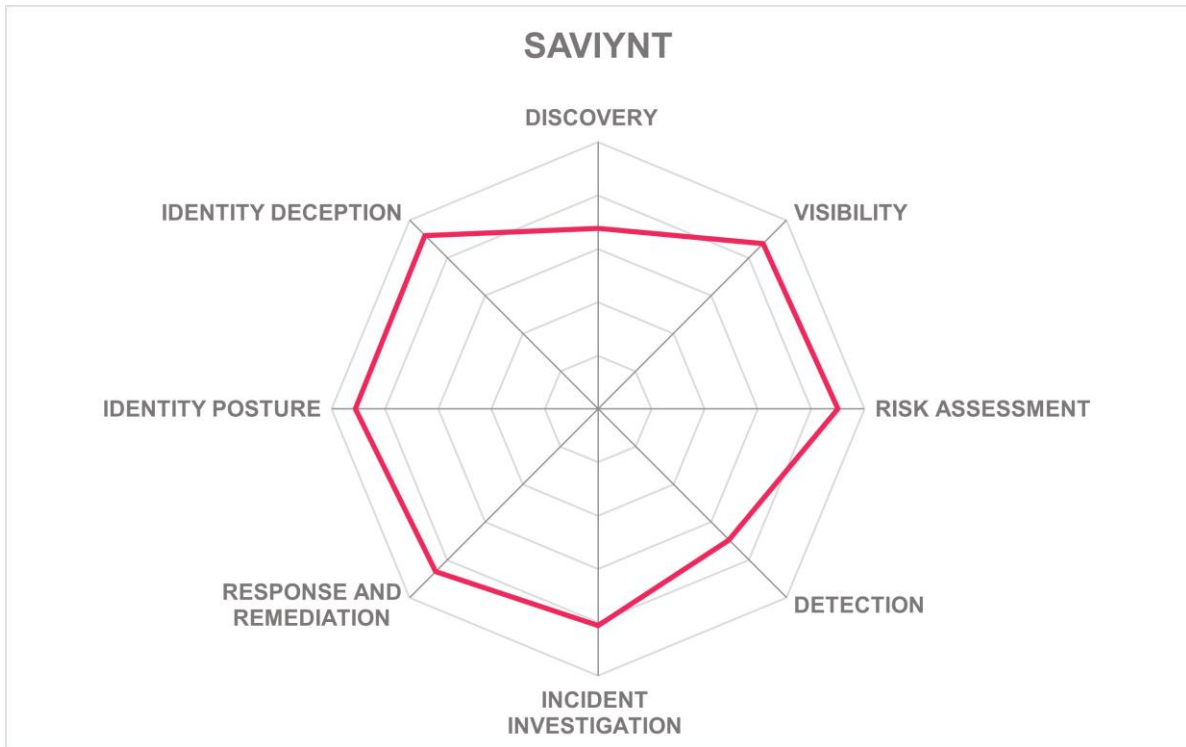 SAVIYNT
DISCOVERY
IDENTITY DECEPTION
VISIBILITY
IDENTITY POSTURE
RISK ASSESSMENT
RESPONSE AND
REMEDIATION
DETECTION
INCIDENT
INVESTIGATION